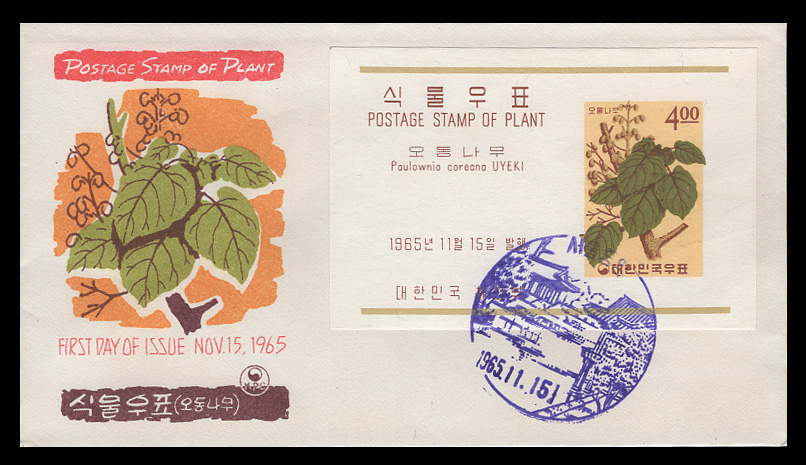 POSTAGE STAMP OF PLANT
FIRST DAY OF ISSUE NOV. 15, 1965
식물우표(오동나무)
식물우표
POSTAGE STAMP OF PLANT
오동나무
Paulownia coreana UYEKI
1965년 11월 15일 발행
대한민국
오동나무
4.00
대한민국우표
1965.11.15